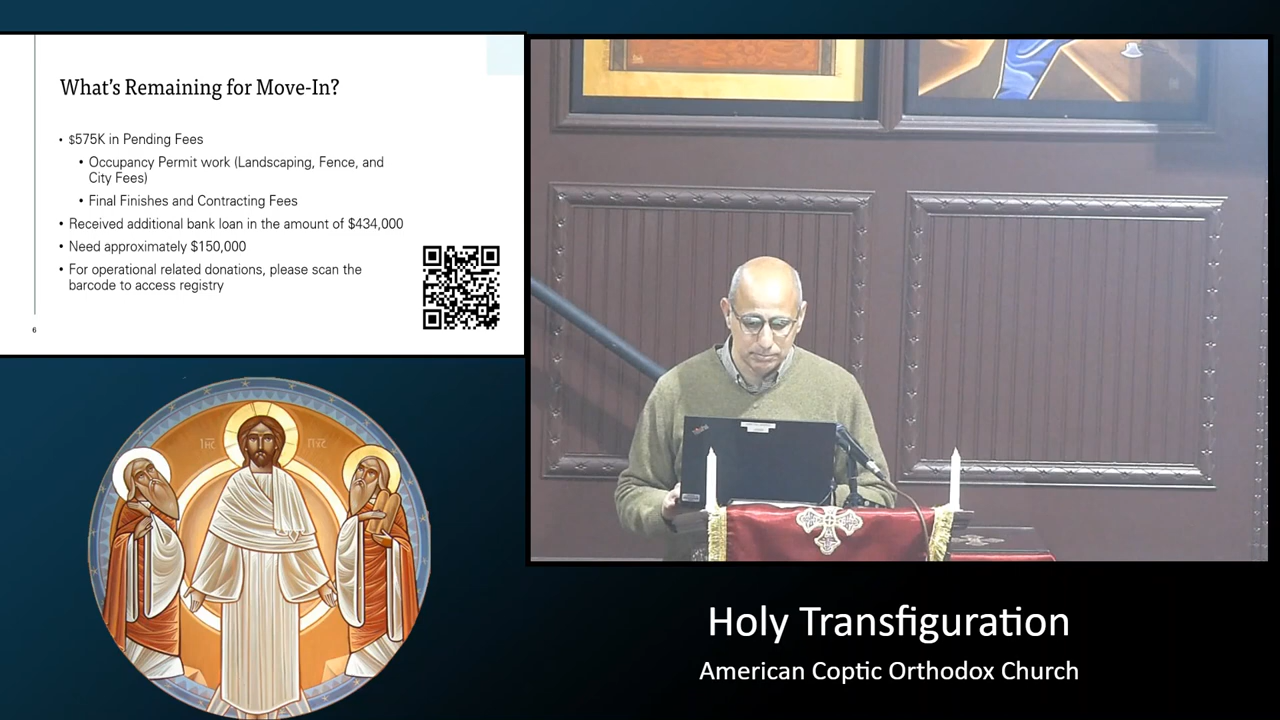 What's Remaining for Move-In?
• $575K in Pending Fees
• Occupancy Permit work (Landscaping, Fence, and
City Fees)
• Final Finishes and Contracting Fees
• Received additional bank loan in the amount of $434,000
• Need approximately $150,000
• For operational related donations, please scan the
barcode to access registry
6
Holy Transfiguration
American Coptic Orthodox Church